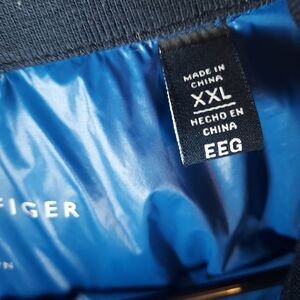 MADE IN
CHINA
XXL
HECHO EN
CHINA
EEG
FIGER